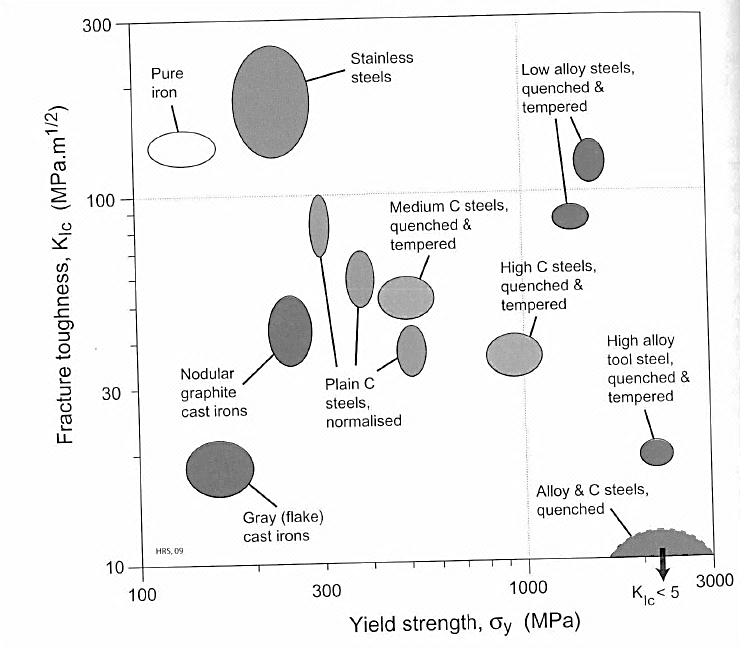 300
100
30
10
Fracture toughness, K_Ic (MPa.m^1/2)
Pure
iron
Stainless
steels
Low alloy steels,
quenched &
tempered
Medium C steels,
quenched &
tempered
High C steels,
quenched &
tempered
Nodular
graphite
cast irons
Plain C
steels,
normalised
High alloy
tool steel,
quenched &
tempered
Gray (flake)
cast irons
Alloy & C steels,
quenched
HRS, 09
K_Ic < 5
100
300
1000
3000
Yield strength, σ_y (MPa)